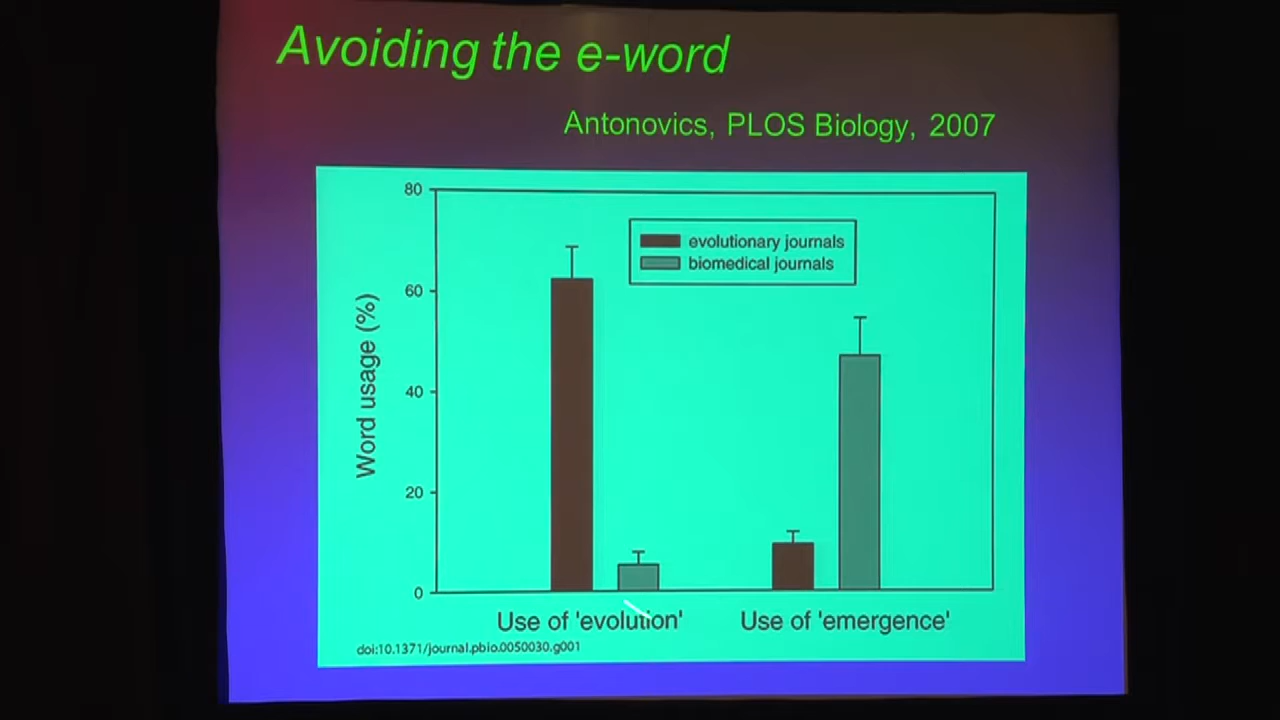 Avoiding the e-word
Antonovics, PLOS Biology, 2007
80
60
40
20
0
Word usage (%)
evolutionary journals
biomedical journals
Use of 'evolution'
Use of 'emergence'
doi:10.1371/journal.pbio.0050030.g001